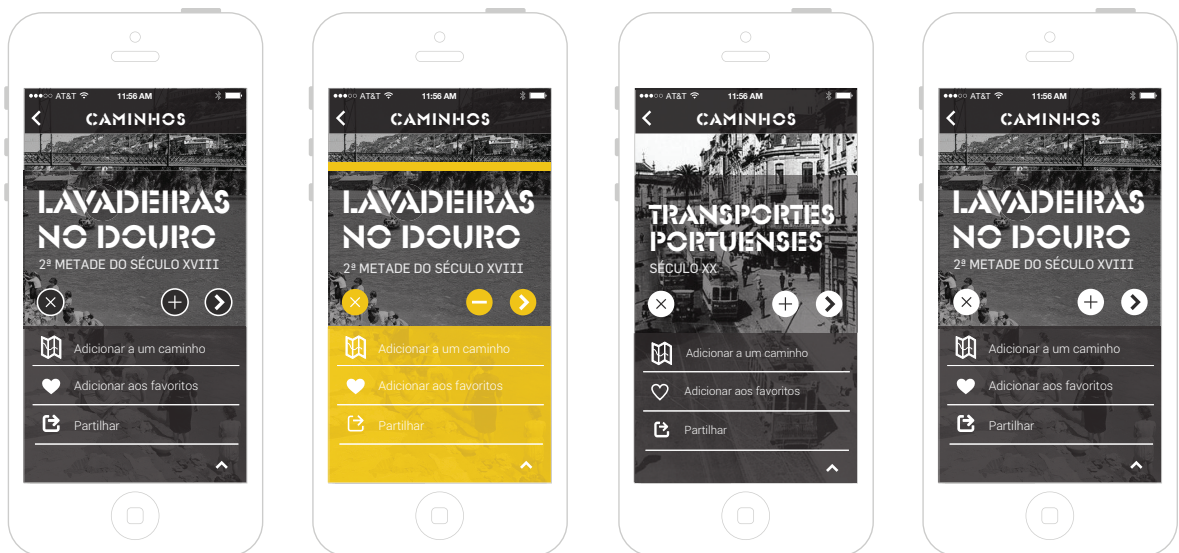 AT&T 11:56 AM
CAMINHOS
LAVADEIRAS
NO DOURO
2ª METADE DO SÉCULO XVIII
Adicionar a um caminho
Adicionar aos favoritos
Partilhar
AT&T 11:56 AM
CAMINHOS
LAVADEIRAS
NO DOURO
2ª METADE DO SÉCULO XVIII
Adicionar a um caminho
Adicionar aos favoritos
Partilhar
AT&T 11:56 AM
CAMINHOS
TRANSPORTES
PORTUENSES
SÉCULO XX
Adicionar a um caminho
Adicionar aos favoritos
Partilhar
AT&T 11:56 AM
CAMINHOS
LAVADEIRAS
NO DOURO
2ª METADE DO SÉCULO XVIII
Adicionar a um caminho
Adicionar aos favoritos
Partilhar